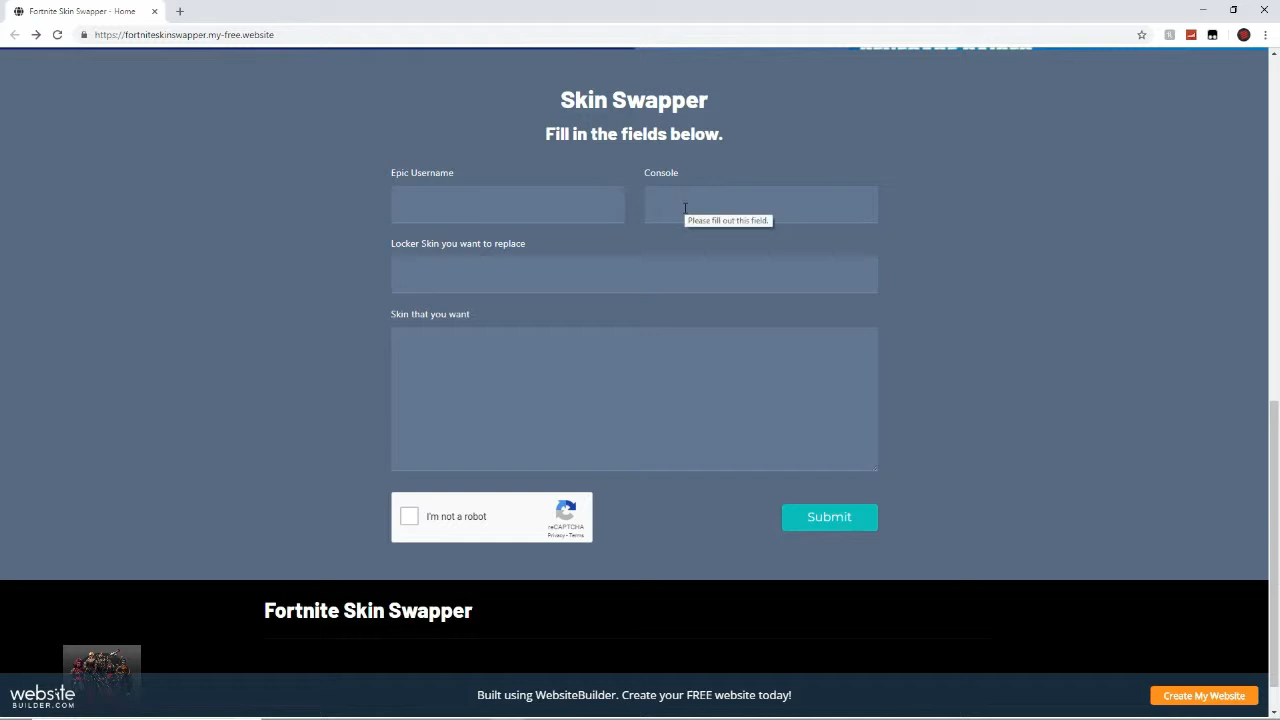 Fortnite Skin Swapper - Home
https://fortniteskinswapper.my-free.website
Skin Swapper
Fill in the fields below.
Epic Username
Console
Please fill out this field.
Locker Skin you want to replace
Skin that you want
I'm not a robot
reCAPTCHA
Privacy - Terms
Submit
Fortnite Skin Swapper
website
BUILDER.COM
Built using WebsiteBuilder. Create your FREE website today!
Create My Website